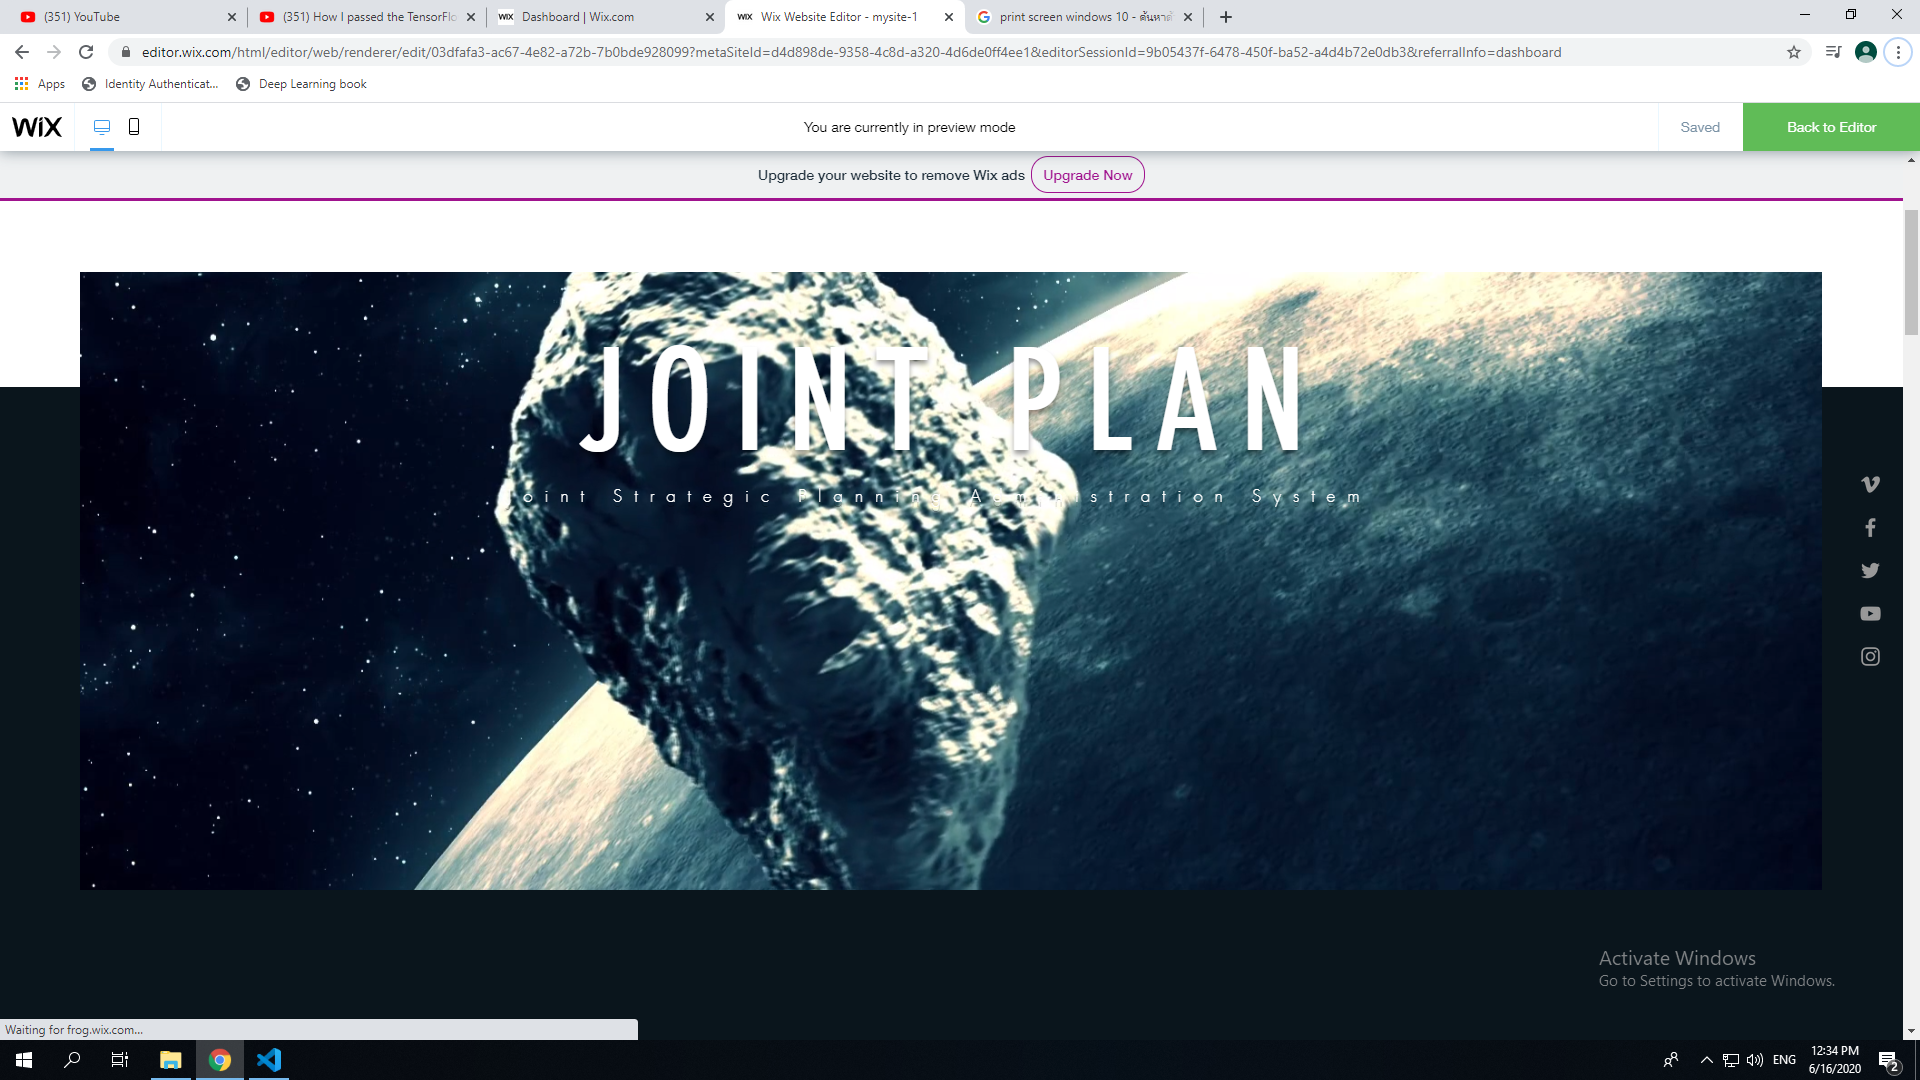 (351) YouTube
(351) How I passed the TensorFlo
WIX Dashboard | Wix.com
WIX Wix Website Editor - mysite-1
print screen windows 10 - ค้นหาด้
editor.wix.com/html/editor/web/renderer/edit/03dfafa3-ac67-4e82-a72b-7b0bde928099?metaSiteId=d4d898de-9358-4c8d-a320-4d6de0ff4ee1&editorSessionId=9b05437f-6478-450f-ba52-a4d4b72e0db3&referralInfo=dashboard
Apps
Identity Authenticat...
Deep Learning book
WIX
You are currently in preview mode
Saved
Back to Editor
Upgrade your website to remove Wix ads
Upgrade Now
JOINT PLAN
Joint Strategic Planning Administration System
Activate Windows
Go to Settings to activate Windows.
Waiting for frog.wix.com...
ENG
12:34 PM
6/16/2020
2